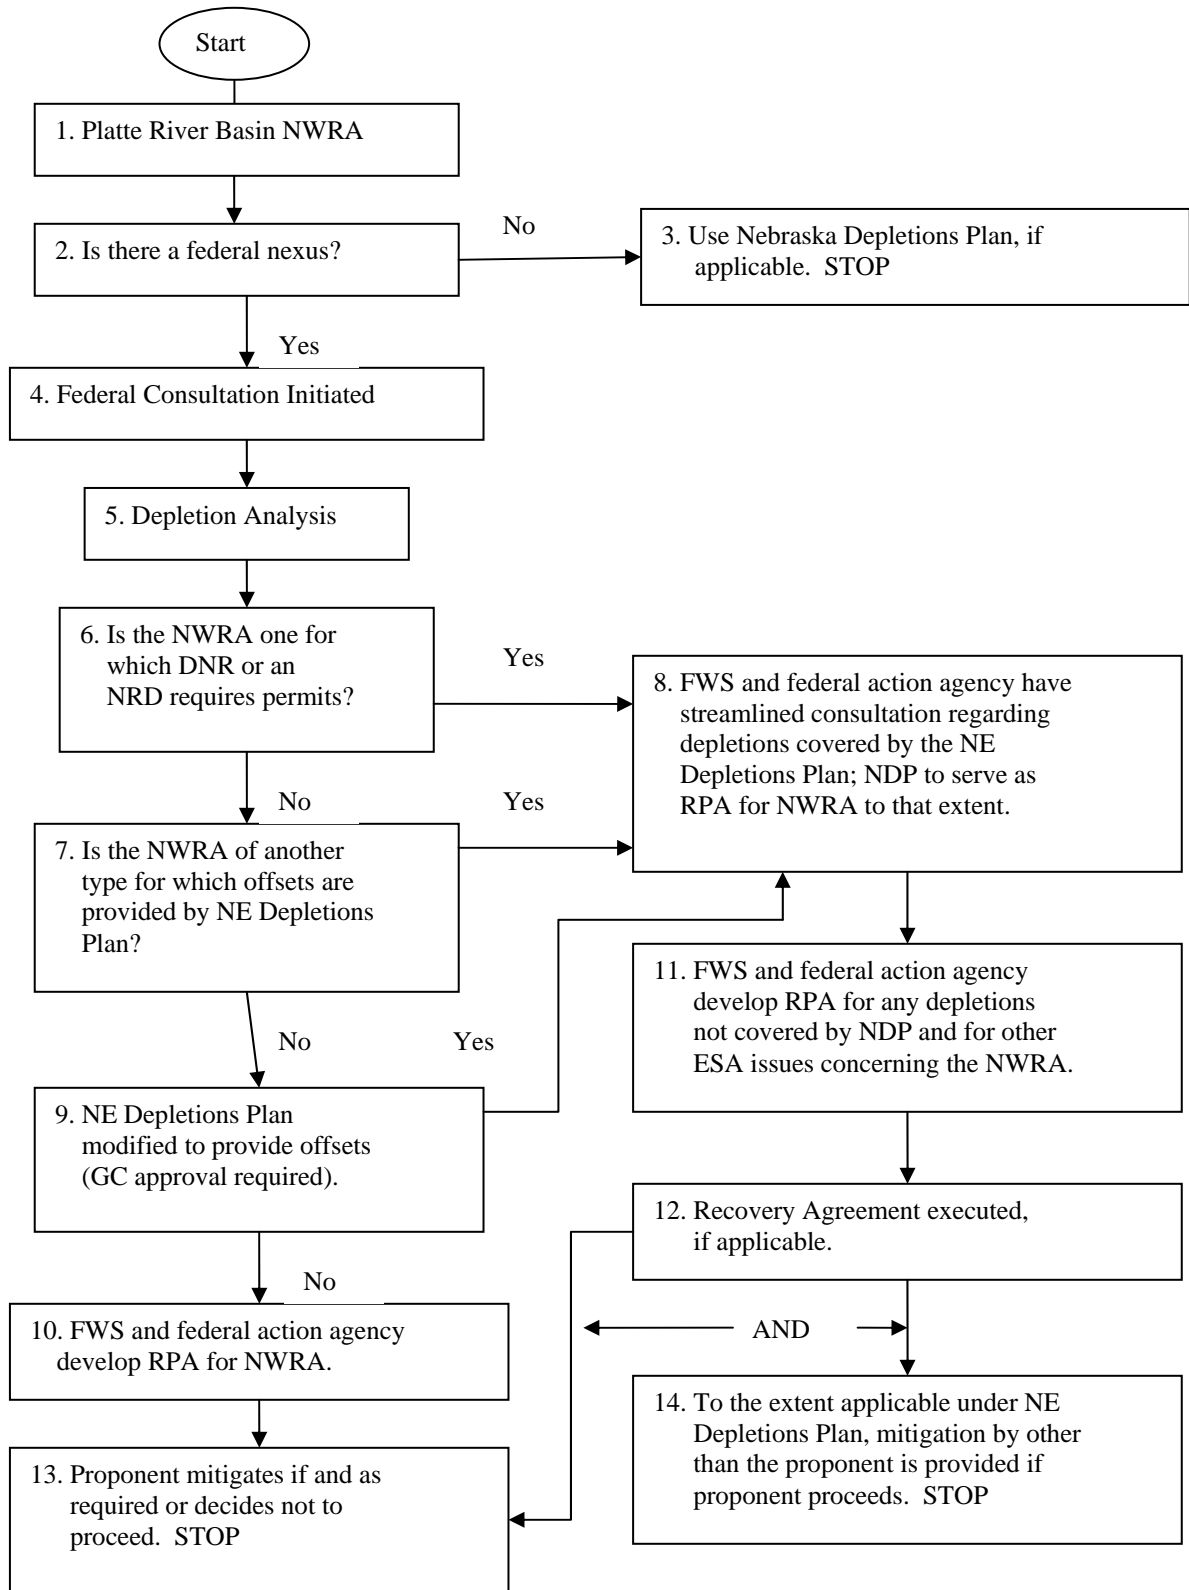 Start
1. Platte River Basin NWRA
2. Is there a federal nexus?
No
3. Use Nebraska Depletions Plan, if
applicable.  STOP
Yes
4. Federal Consultation Initiated
5. Depletion Analysis
6. Is the NWRA one for
which DNR or an
NRD requires permits?
Yes
No
7. Is the NWRA of another
type for which offsets are
provided by NE Depletions
Plan?
Yes
8. FWS and federal action agency have
streamlined consultation regarding
depletions covered by the NE
Depletions Plan; NDP to serve as
RPA for NWRA to that extent.
No
Yes
9. NE Depletions Plan
modified to provide offsets
(GC approval required).
11. FWS and federal action agency
develop RPA for any depletions
not covered by NDP and for other
ESA issues concerning the NWRA.
No
10. FWS and federal action agency
develop RPA for NWRA.
12. Recovery Agreement executed,
if applicable.
AND
13. Proponent mitigates if and as
required or decides not to
proceed.  STOP
14. To the extent applicable under NE
Depletions Plan, mitigation by other
than the proponent is provided if
proponent proceeds.  STOP